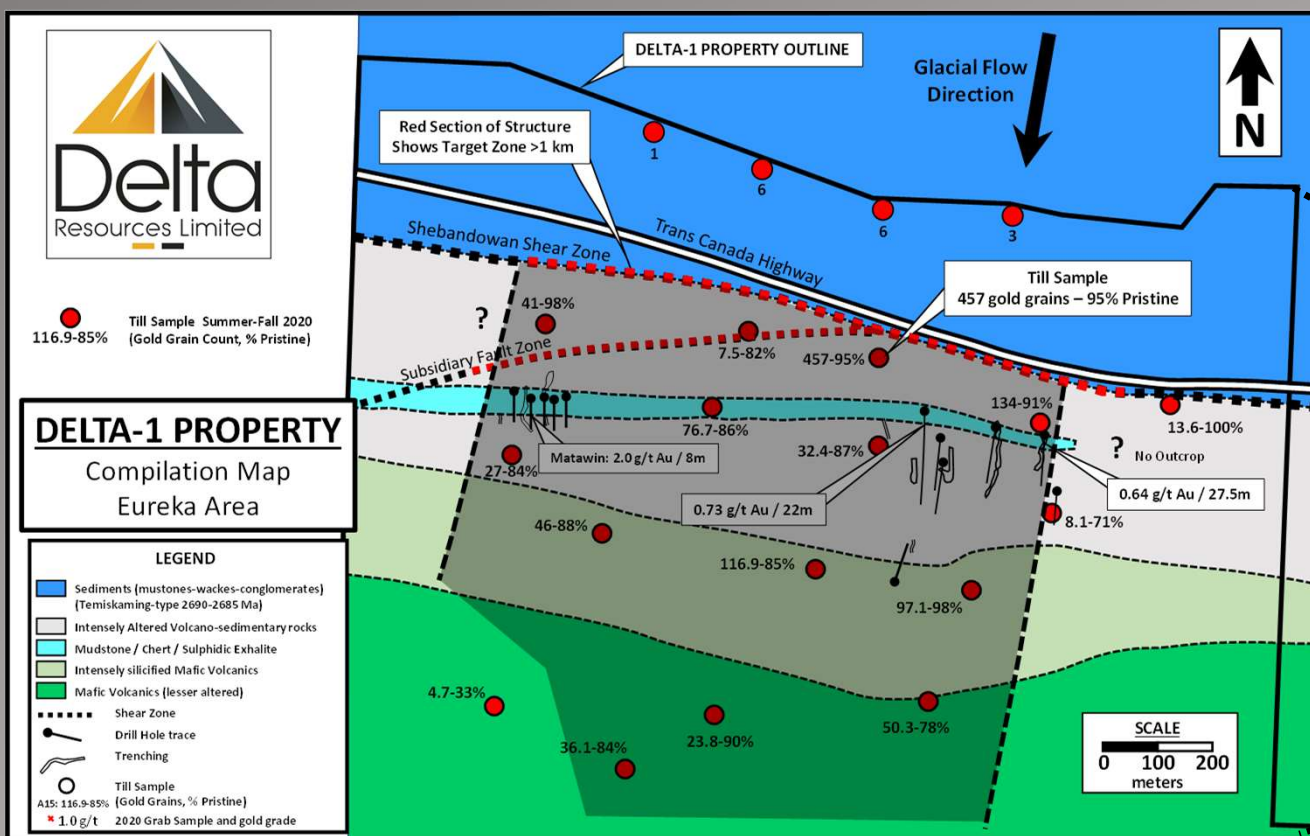 Delta
Resources Limited
116.9-85%
Till Sample Summer-Fall 2020
(Gold Grain Count, % Pristine)
DELTA-1 PROPERTY
Compilation Map
Eureka Area
LEGEND
Sediments (mustones-wackes-conglomerates)
(Temiskaming-type 2690-2685 Ma)
Intensely Altered Volcano-sedimentary rocks
Mudstone / Chert / Sulphidic Exhalite
Intensely silicified Mafic Volcanics
Mafic Volcanics (lesser altered)
Shear Zone
Drill Hole trace
Trenching
Till Sample
A15: 116.9-85% (Gold Grains, % Pristine)
1.0 g/t 2020 Grab Sample and gold grade
DELTA-1 PROPERTY OUTLINE
Glacial Flow
Direction
N
Red Section of Structure
Shows Target Zone >1 km
1
6
6
3
Shebandowan Shear Zone
Trans Canada Highway
Till Sample
457 gold grains – 95% Pristine
41-98%
?
7.5-82%
457-95%
Subsidiary Fault Zone
134-91%
13.6-100%
76.7-86%
32.4-87%
?
No Outcrop
27-84%
Matawin: 2.0 g/t Au / 8m
0.73 g/t Au / 22m
0.64 g/t Au / 27.5m
8.1-71%
46-88%
116.9-85%
97.1-98%
4.7-33%
23.8-90%
50.3-78%
36.1-84%
SCALE
0 100 200
meters